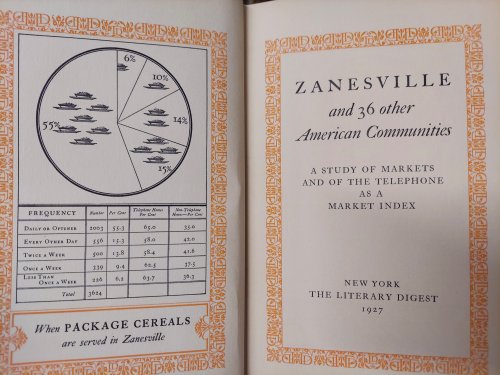 6%
10%
14%
15%
55%
FREQUENCY Number Per Cent Telephone Homes Per Cent Non-Telephone Homes—Per Cent
DAILY OR OFTENER 2003 55.3 65.0 35.0
EVERY OTHER DAY 556 15.3 58.0 42.0
TWICE A WEEK 500 13.8 58.4 41.6
ONCE A WEEK 339 9.4 62.5 37.5
LESS THAN
ONCE A WEEK 226 6.2 63.7 36.3
Total 3624
When PACKAGE CEREALS
are served in Zanesville
ZANESVILLE
and 36 other
American Communities
A STUDY OF MARKETS
AND OF THE TELEPHONE
AS A
MARKET INDEX
NEW YORK
THE LITERARY DIGEST
1927